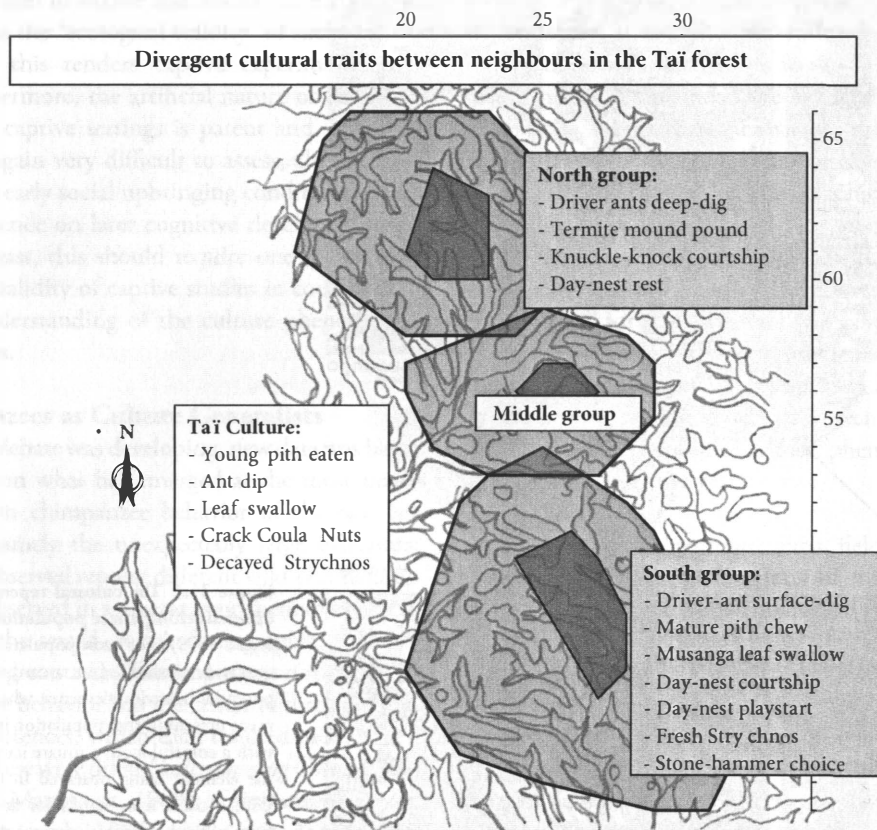 20 25 30
Divergent cultural traits between neighbours in the Taï forest
65
North group:
- Driver ants deep-dig
- Termite mound pound
- Knuckle-knock courtship
- Day-nest rest
60
Middle group
55
N
Taï Culture:
- Young pith eaten
- Ant dip
- Leaf swallow
- Crack Coula Nuts
- Decayed Strychnos
South group:
- Driver-ant surface-dig
- Mature pith chew
- Musanga leaf swallow
- Day-nest courtship
- Day-nest playstart
- Fresh Stry chnos
- Stone-hammer choice